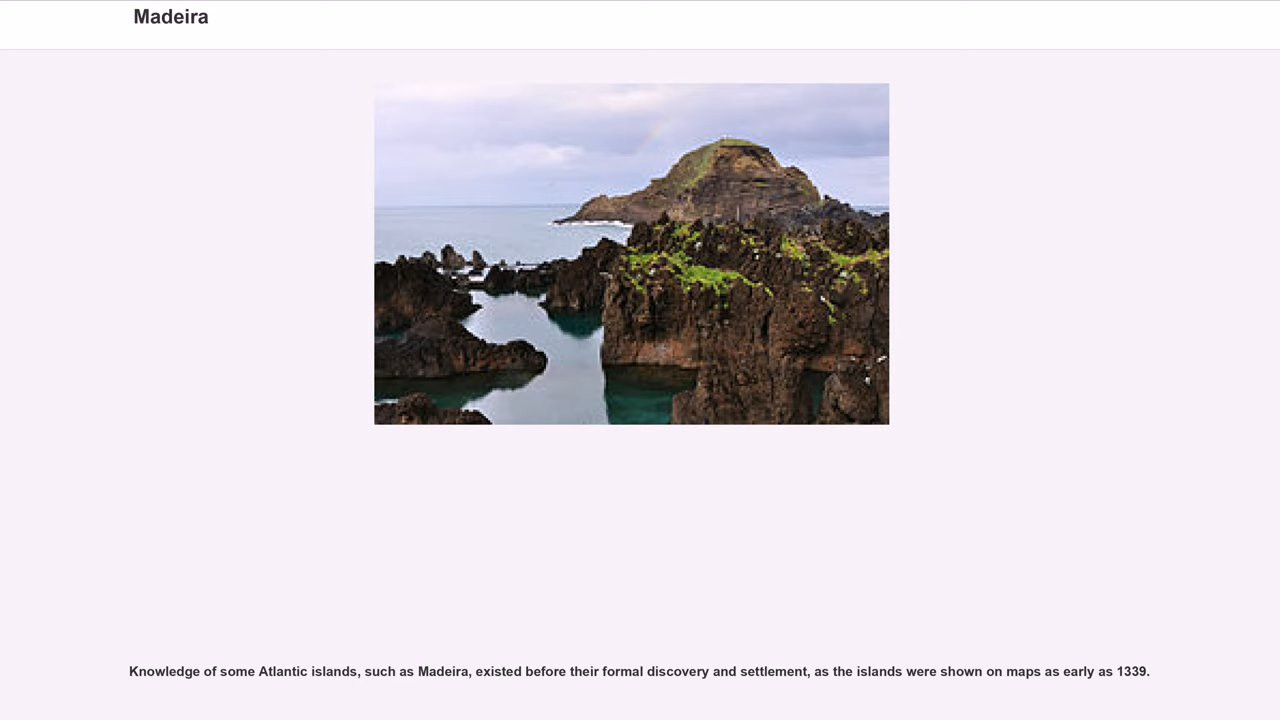 Madeira
Knowledge of some Atlantic islands, such as Madeira, existed before their formal discovery and settlement, as the islands were shown on maps as early as 1339.